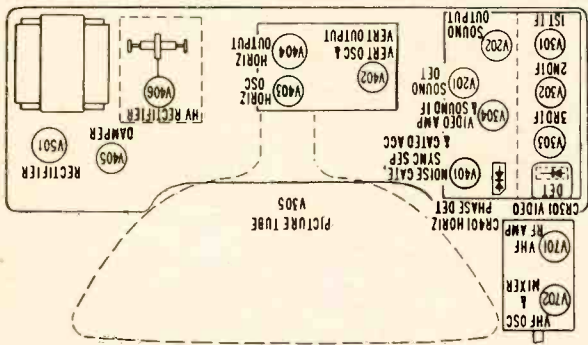 VHF OSC
&
MIXER
V702
VHF
RF AMP
V701
CR301 VIDEO
DET
CR401 HORIZ
PHASE DET
PICTURE TUBE
V305
V401
NOISE GATE
SYNC SEP
& GATED AGC
V303
3RD IF
V304
VIDEO AMP
& SOUND IF
V302
2ND IF
V201
SOUND
DET
V301
1ST IF
V202
SOUND
OUTPUT
V403
HORIZ
OSC
V404
HORIZ
OUTPUT
V402
VERT OSC &
VERT OUTPUT
RECTIFIER
V501
DAMPER
V405
HV RECTIFIER
V406